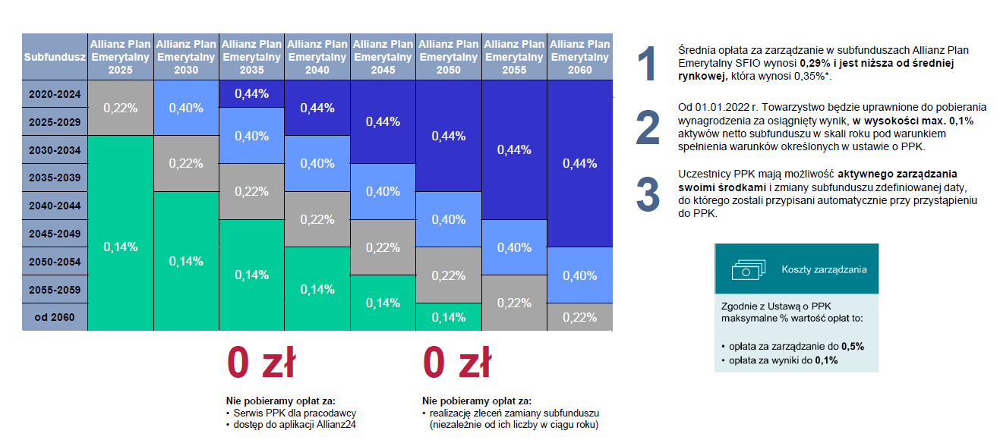 Subfundusz
Allianz Plan
Emerytalny
2025
Allianz Plan
Emerytalny
2030
Allianz Plan
Emerytalny
2035
Allianz Plan
Emerytalny
2040
Allianz Plan
Emerytalny
2045
Allianz Plan
Emerytalny
2050
Allianz Plan
Emerytalny
2055
Allianz Plan
Emerytalny
2060
2020-2024
2025-2029
2030-2034
2035-2039
2040-2044
2045-2049
2050-2054
2055-2059
od 2060
0,22%
0,14%
0,40%
0,22%
0,14%
0,44%
0,40%
0,22%
0,14%
0,44%
0,40%
0,22%
0,14%
0,44%
0,40%
0,22%
0,14%
0,44%
0,40%
0,22%
0,14%
0,44%
0,40%
0,22%
0,44%
0,40%
0,22%
0 zł
Nie pobieramy opłat za:
• Serwis PPK dla pracodawcy
• dostęp do aplikacji Allianz24
0 zł
Nie pobieramy opłat za:
• realizację zleceń zamiany subfunduszu
(niezależnie od ich liczby w ciągu roku)
1
Średnia opłata za zarządzanie w subfunduszach Allianz Plan
Emerytalny SFIO wynosi 0,29% i jest niższa od średniej
rynkowej, która wynosi 0,35%*.
2
Od 01.01.2022 r. Towarzystwo będzie uprawnione do pobierania
wynagrodzenia za osiągnięty wynik, w wysokości max. 0,1%
aktywów netto subfunduszu w skali roku pod warunkiem
spełnienia warunków określonych w ustawie o PPK.
3
Uczestnicy PPK mają możliwość aktywnego zarządzania
swoimi środkami i zmiany subfunduszu zdefiniowanej daty,
do którego zostali przypisani automatycznie przy przystąpieniu
do PPK.
Koszty zarządzania
Zgodnie z Ustawą o PPK
maksymalne % wartość opłat to:
• opłata za zarządzanie do 0,5%
• opłata za wyniki do 0,1%